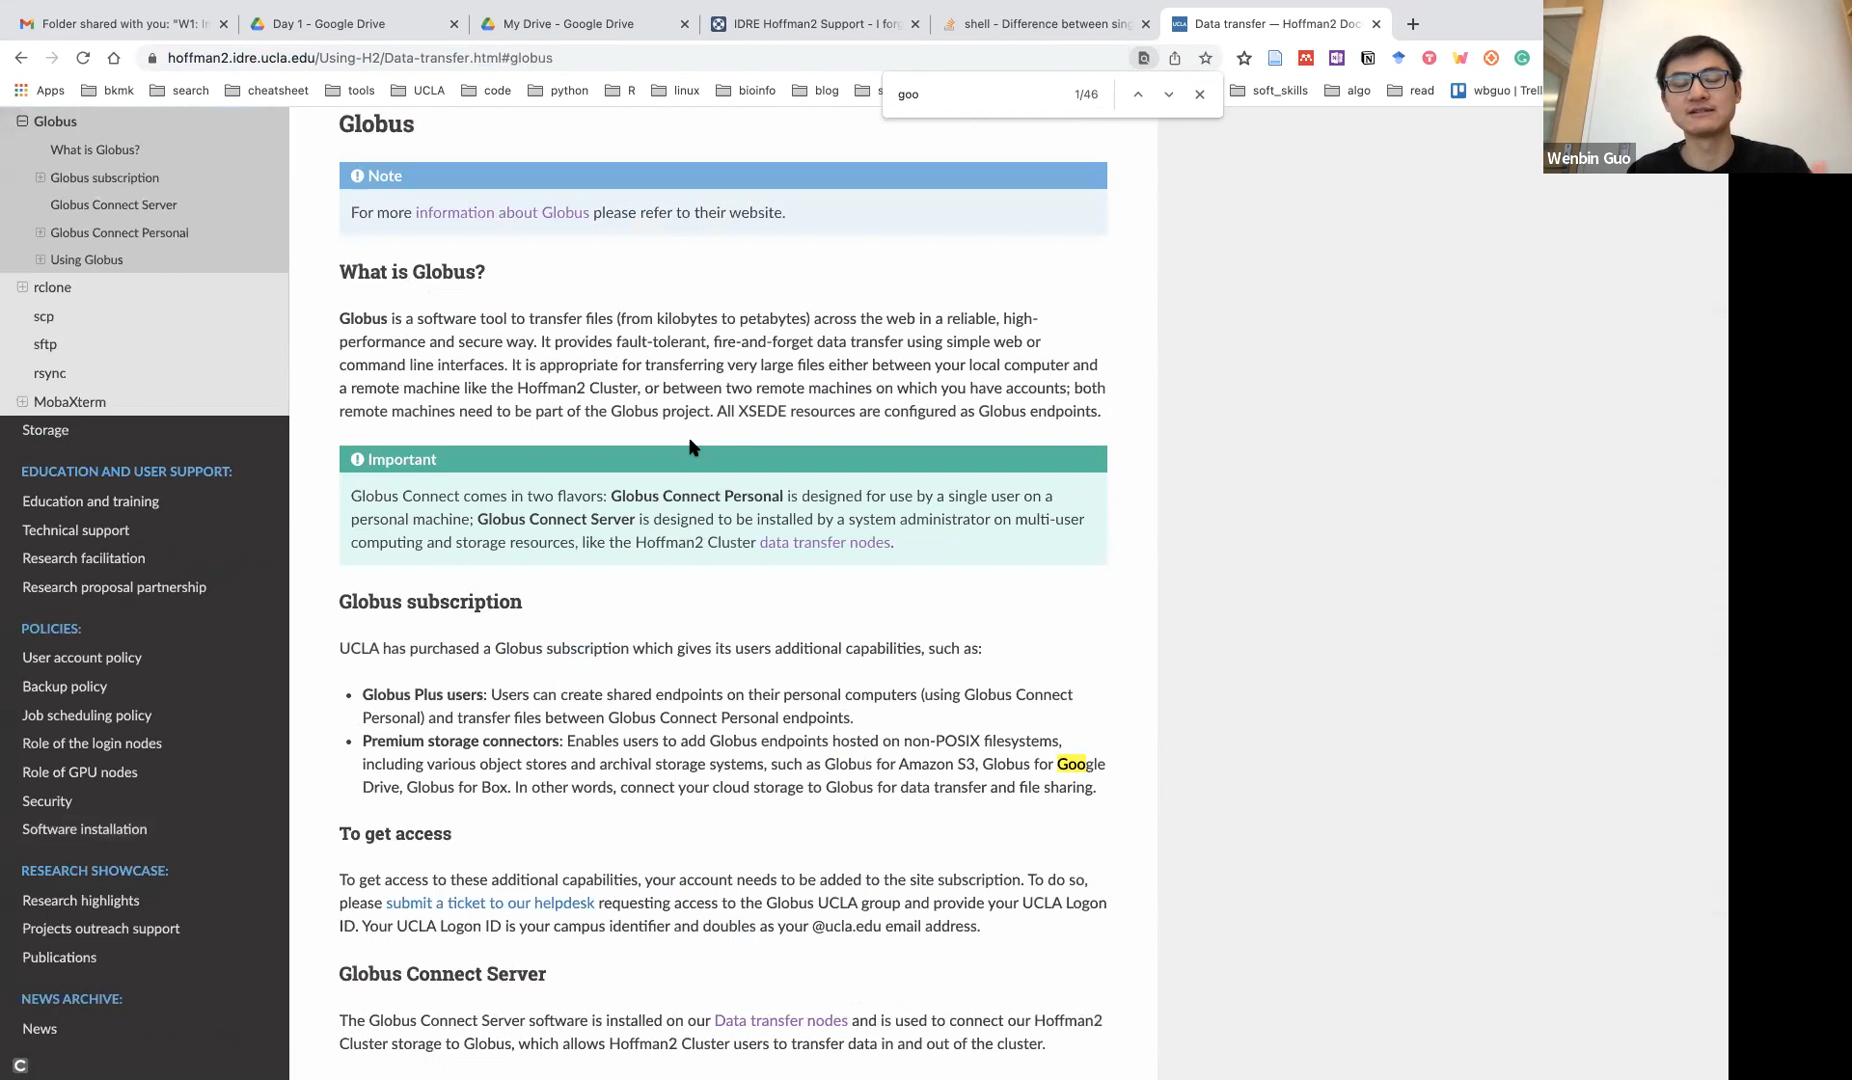 Folder shared with you: "W1: In
Day 1 - Google Drive
My Drive - Google Drive
IDRE Hoffman2 Support - I forg
shell - Difference between sing
Data transfer — Hoffman2 Doc
hoffman2.idre.ucla.edu/Using-H2/Data-transfer.html#globus
Apps
bkmk
search
cheatsheet
tools
UCLA
code
python
R
linux
bioinfo
blog
s
soft_skills
algo
read
wbguo | Trell
goo
1/46
Wenbin Guo
Globus
What is Globus?
Globus subscription
Globus Connect Server
Globus Connect Personal
Using Globus
rclone
scp
sftp
rsync
MobaXterm
Storage
EDUCATION AND USER SUPPORT:
Education and training
Technical support
Research facilitation
Research proposal partnership
POLICIES:
User account policy
Backup policy
Job scheduling policy
Role of the login nodes
Role of GPU nodes
Security
Software installation
RESEARCH SHOWCASE:
Research highlights
Projects outreach support
Publications
NEWS ARCHIVE:
News
Globus
Note
For more information about Globus please refer to their website.
What is Globus?
Globus is a software tool to transfer files (from kilobytes to petabytes) across the web in a reliable, high-
performance and secure way. It provides fault-tolerant, fire-and-forget data transfer using simple web or
command line interfaces. It is appropriate for transferring very large files either between your local computer and
a remote machine like the Hoffman2 Cluster, or between two remote machines on which you have accounts; both
remote machines need to be part of the Globus project. All XSEDE resources are configured as Globus endpoints.
Important
Globus Connect comes in two flavors: Globus Connect Personal is designed for use by a single user on a
personal machine; Globus Connect Server is designed to be installed by a system administrator on multi-user
computing and storage resources, like the Hoffman2 Cluster data transfer nodes.
Globus subscription
UCLA has purchased a Globus subscription which gives its users additional capabilities, such as:
• Globus Plus users: Users can create shared endpoints on their personal computers (using Globus Connect
Personal) and transfer files between Globus Connect Personal endpoints.
• Premium storage connectors: Enables users to add Globus endpoints hosted on non-POSIX filesystems,
including various object stores and archival storage systems, such as Globus for Amazon S3, Globus for Google
Drive, Globus for Box. In other words, connect your cloud storage to Globus for data transfer and file sharing.
To get access
To get access to these additional capabilities, your account needs to be added to the site subscription. To do so,
please submit a ticket to our helpdesk requesting access to the Globus UCLA group and provide your UCLA Logon
ID. Your UCLA Logon ID is your campus identifier and doubles as your @ucla.edu email address.
Globus Connect Server
The Globus Connect Server software is installed on our Data transfer nodes and is used to connect our Hoffman2
Cluster storage to Globus, which allows Hoffman2 Cluster users to transfer data in and out of the cluster.